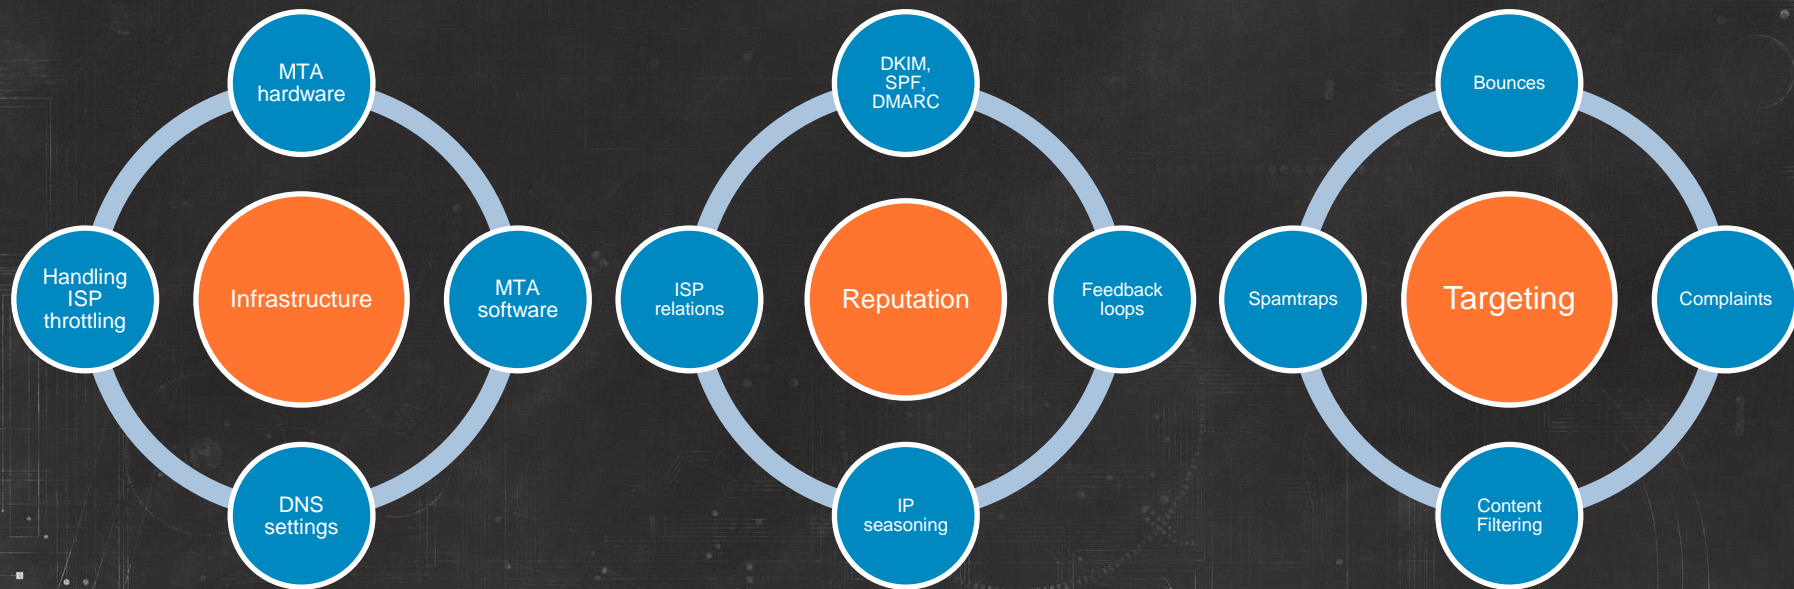 MTA
hardware
Handling
ISP
throttling
Infrastructure
MTA
software
DNS
settings
DKIM,
SPF,
DMARC
ISP
relations
Reputation
Feedback
loops
IP
seasoning
Bounces
Spamtraps
Targeting
Complaints
Content
Filtering